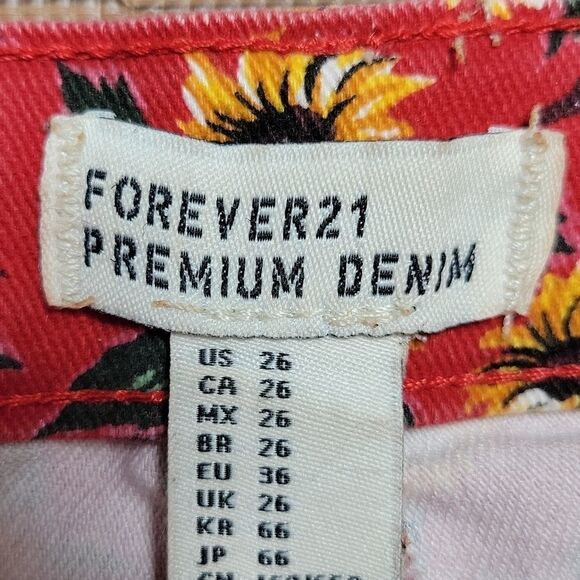 FOREVER21
PREMIUM DENIM
US 26
CA 26
MX 26
BR 26
EU 36
UK 26
KR 66
JP 66